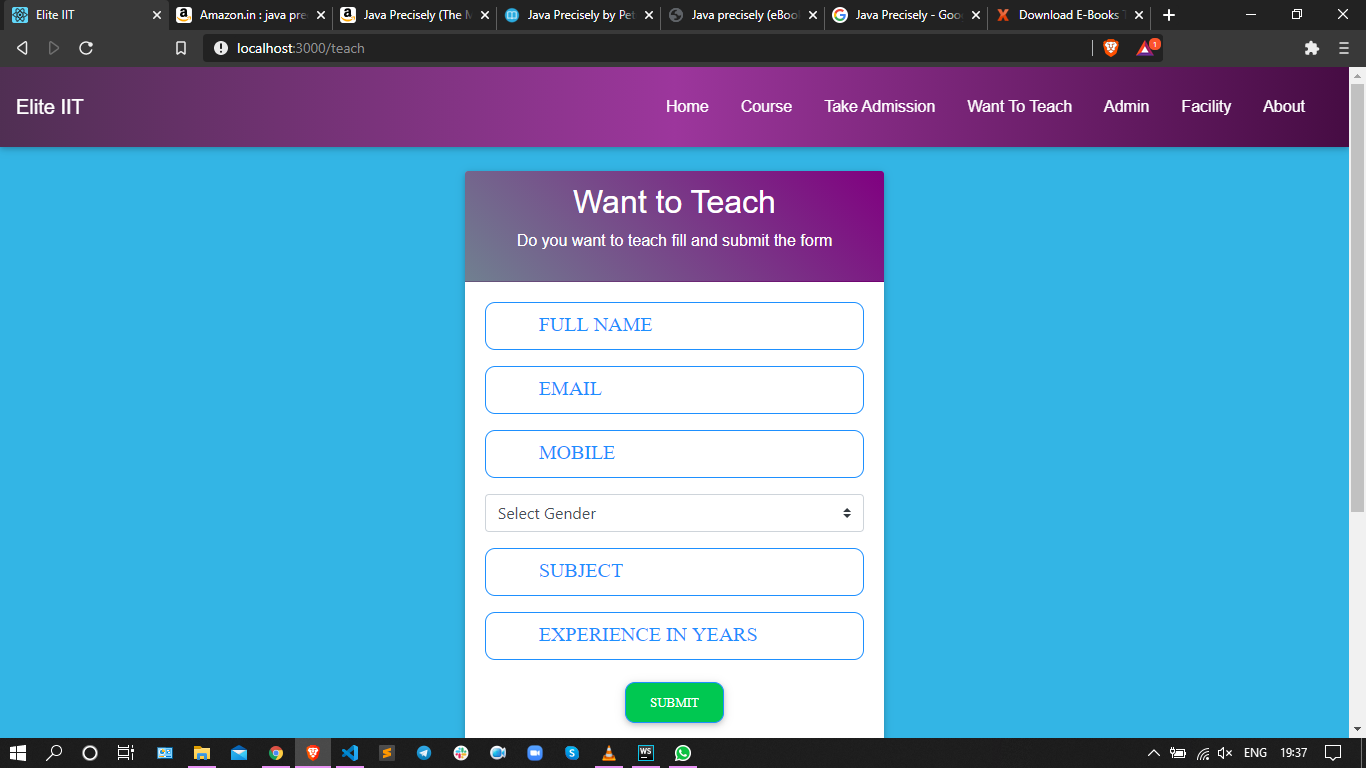 Elite IIT
Amazon.in : java pre
Java Precisely (The M
Java Precisely by Pet
Java precisely (eBoo
Java Precisely - Goo
Download E-Books T
localhost:3000/teach
1
Elite IIT
Home
Course
Take Admission
Want To Teach
Admin
Facility
About
Want to Teach
Do you want to teach fill and submit the form
FULL NAME
EMAIL
MOBILE
Select Gender
SUBJECT
EXPERIENCE IN YEARS
SUBMIT
WS
ENG
19:37